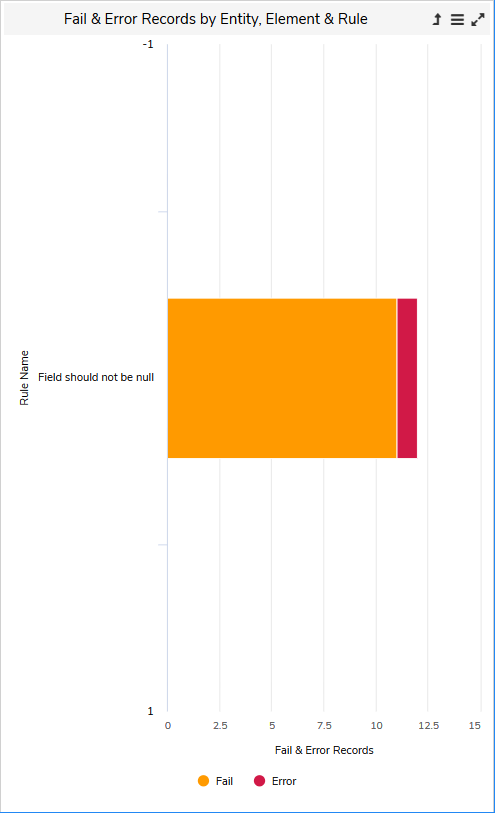 Fail & Error Records by Entity, Element & Rule
-1
Rule Name
Field should not be null
1
0 2.5 5 7.5 10 12.5 15
Fail & Error Records
Fail Error